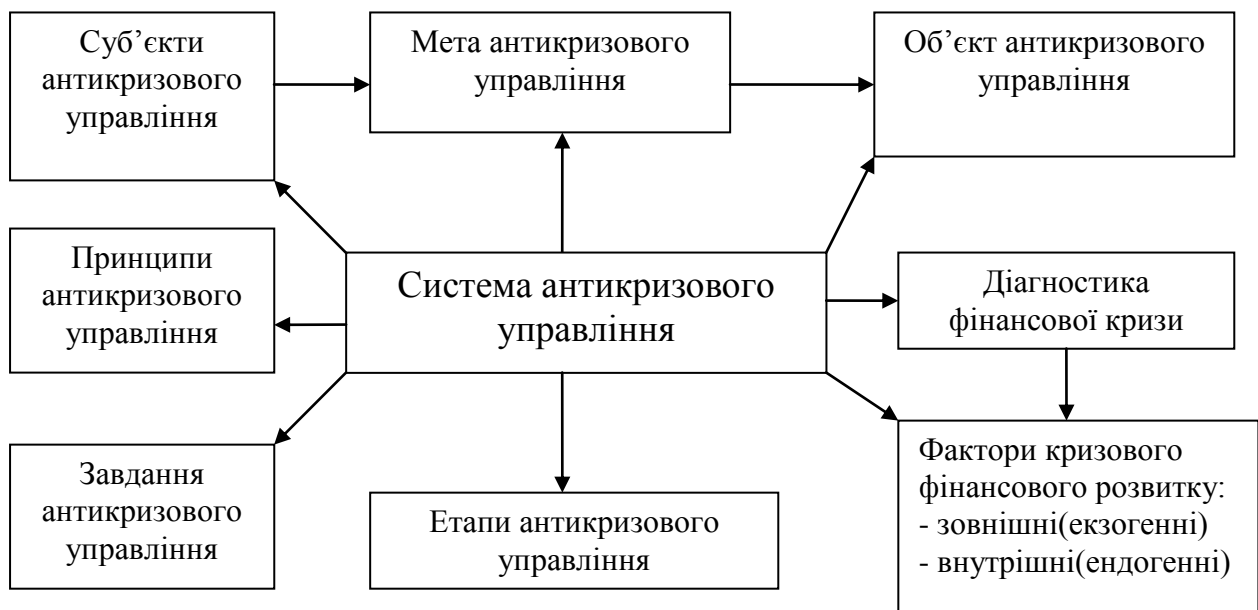 Суб’єкти
антикризового
управління
Мета антикризового
управління
Об’єкт антикризового
управління
Принципи
антикризового
управління
Система антикризового
управління
Діагностика
фінансової кризи
Завдання
антикризового
управління
Етапи антикризового
управління
Фактори кризового
фінансового розвитку:
- зовнішні(екзогенні)
- внутрішні(ендогенні)